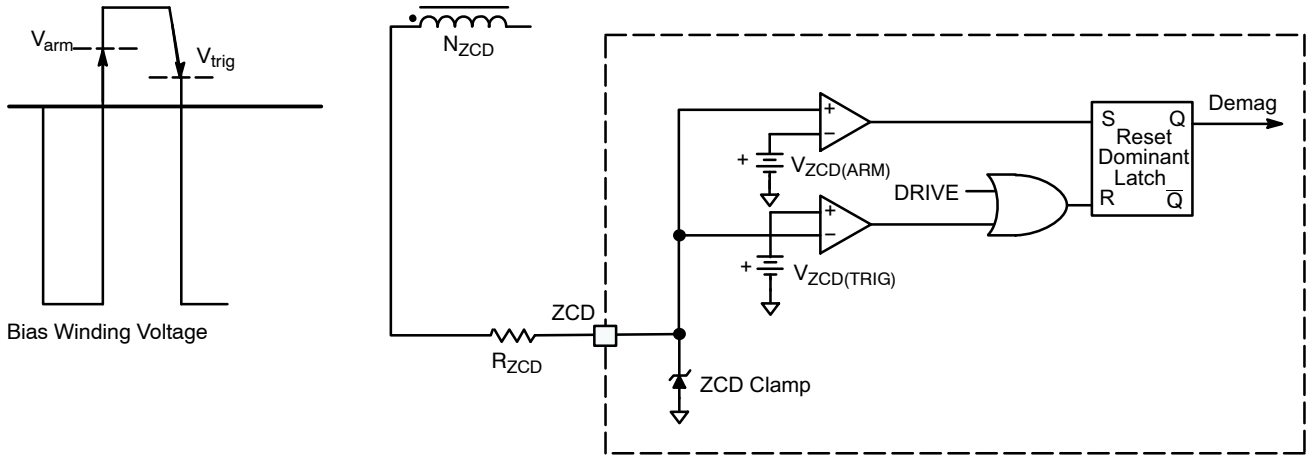 V_arm
V_trig
Bias Winding Voltage
N_ZCD
R_ZCD
ZCD
+
−
+
V_ZCD(ARM)
+
−
+
V_ZCD(TRIG)
ZCD Clamp
DRIVE
S Q
Reset
Dominant
Latch
R Q̅
Demag